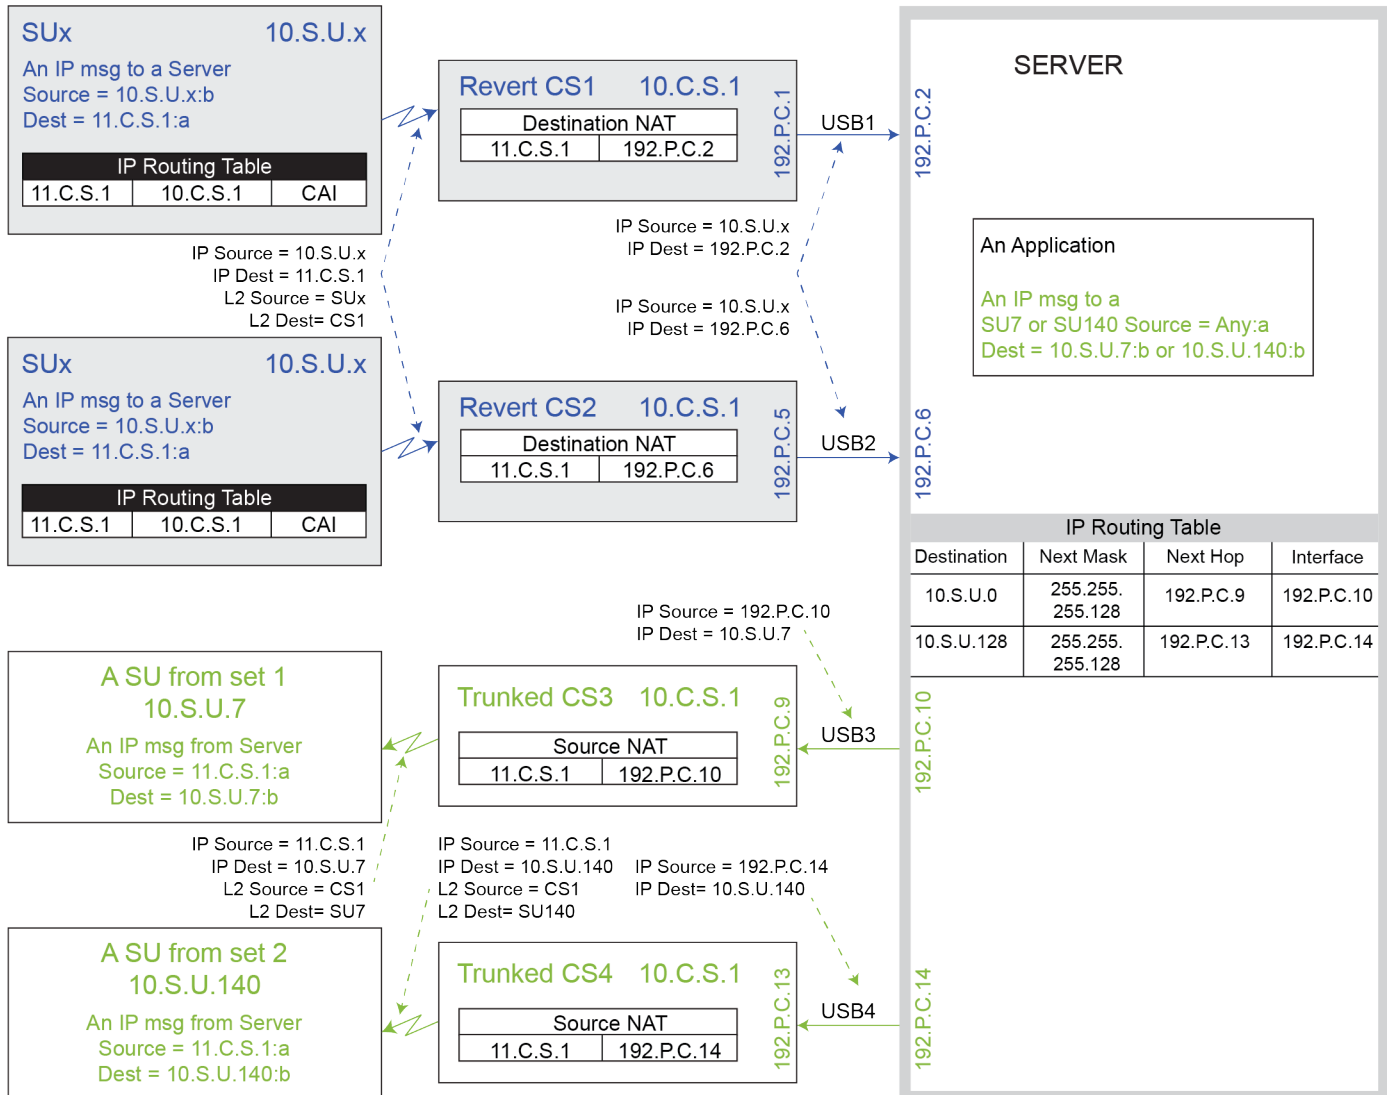 SUx 10.S.U.x
An IP msg to a Server
Source = 10.S.U.x:b
Dest = 11.C.S.1:a
IP Routing Table
11.C.S.1 10.C.S.1 CAI
Revert CS1 10.C.S.1
Destination NAT
11.C.S.1 192.P.C.2
192.P.C.1
USB1
192.P.C.2
SERVER
IP Source = 10.S.U.x
IP Dest = 11.C.S.1
L2 Source = SUx
L2 Dest= CS1
IP Source = 10.S.U.x
IP Dest = 192.P.C.2
IP Source = 10.S.U.x
IP Dest = 192.P.C.6
An Application
An IP msg to a
SU7 or SU140 Source = Any:a
Dest = 10.S.U.7:b or 10.S.U.140:b
SUx 10.S.U.x
An IP msg to a Server
Source = 10.S.U.x:b
Dest = 11.C.S.1:a
IP Routing Table
11.C.S.1 10.C.S.1 CAI
Revert CS2 10.C.S.1
Destination NAT
11.C.S.1 192.P.C.6
192.P.C.5
USB2
192.P.C.6
IP Routing Table
Destination Next Mask Next Hop Interface
10.S.U.0 255.255. 192.P.C.9 192.P.C.10
255.128
10.S.U.128 255.255. 192.P.C.13 192.P.C.14
255.128
IP Source = 192.P.C.10
IP Dest = 10.S.U.7
A SU from set 1
10.S.U.7
An IP msg from Server
Source = 11.C.S.1:a
Dest = 10.S.U.7:b
Trunked CS3 10.C.S.1
Source NAT
11.C.S.1 192.P.C.10
192.P.C.9
USB3
192.P.C.10
IP Source = 11.C.S.1
IP Dest = 10.S.U.7
L2 Source = CS1
L2 Dest= SU7
IP Source = 11.C.S.1
IP Dest = 10.S.U.140
L2 Source = CS1
L2 Dest= SU140
IP Source = 192.P.C.14
IP Dest= 10.S.U.140
A SU from set 2
10.S.U.140
An IP msg from Server
Source = 11.C.S.1:a
Dest = 10.S.U.140:b
Trunked CS4 10.C.S.1
Source NAT
11.C.S.1 192.P.C.14
192.P.C.13
USB4
192.P.C.14